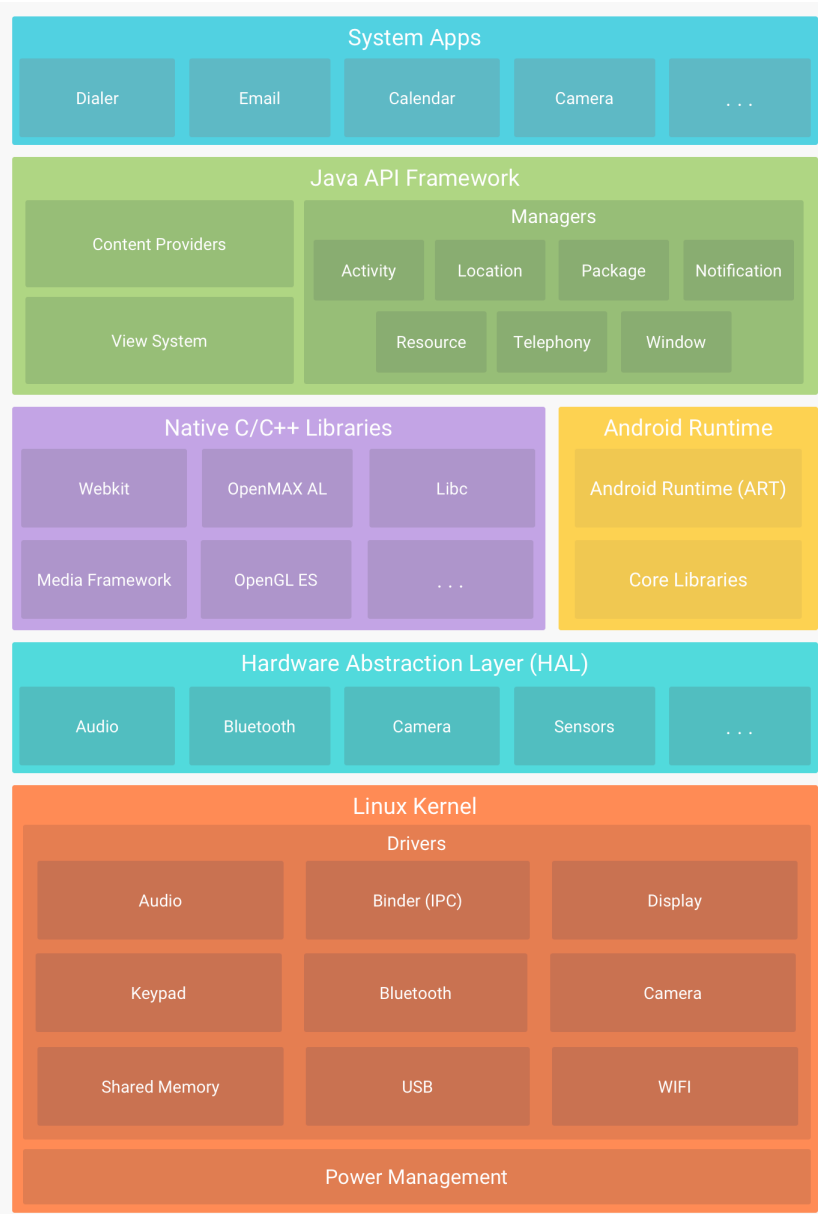 System Apps
Dialer
Email
Calendar
Camera
. . .
Java API Framework
Content Providers
View System
Managers
Activity
Location
Package
Notification
Resource
Telephony
Window
Native C/C++ Libraries
Webkit
OpenMAX AL
Libc
Media Framework
OpenGL ES
. . .
Android Runtime
Android Runtime (ART)
Core Libraries
Hardware Abstraction Layer (HAL)
Audio
Bluetooth
Camera
Sensors
. . .
Linux Kernel
Drivers
Audio
Binder (IPC)
Display
Keypad
Bluetooth
Camera
Shared Memory
USB
WIFI
Power Management